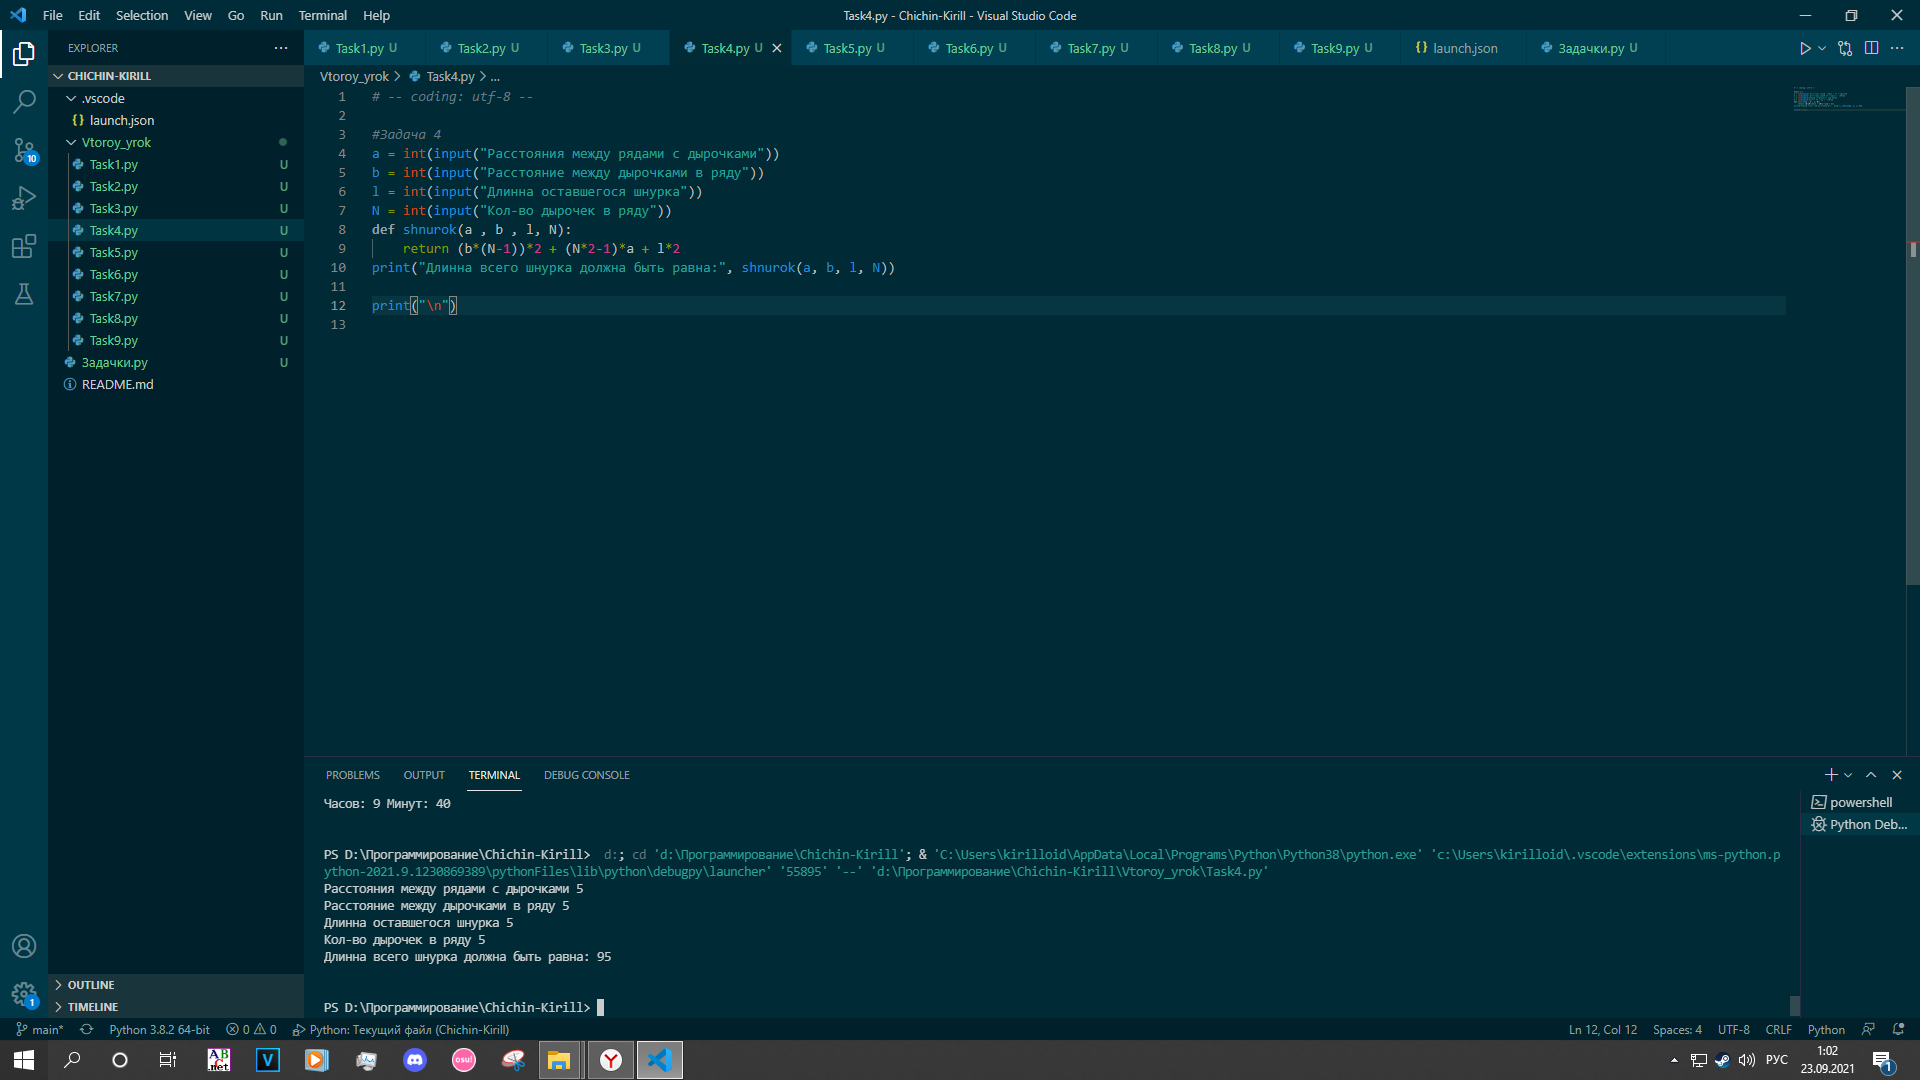 File Edit Selection View Go Run Terminal Help
Task4.py - Chichin-Kirill - Visual Studio Code
EXPLORER
CHICHIN-KIRILL
.vscode
launch.json
Vtoroy_yrok
Task1.py U
Task2.py U
Task3.py U
Task4.py U
Task5.py U
Task6.py U
Task7.py U
Task8.py U
Task9.py U
Задачки.py U
README.md
OUTLINE
TIMELINE
10
1
Task1.py U Task2.py U Task3.py U Task4.py U Task5.py U Task6.py U Task7.py U Task8.py U Task9.py U launch.json Задачки.py U
Vtoroy_yrok > Task4.py > ...
1 # -- coding: utf-8 --
2
3 #Задача 4
4 a = int(input("Расстояния между рядами с дырочками"))
5 b = int(input("Расстояние между дырочками в ряду"))
6 l = int(input("Длинна оставшегося шнурка"))
7 N = int(input("Кол-во дырочек в ряду"))
8 def shnurok(a , b , l, N):
9 return (b*(N-1))*2 + (N*2-1)*a + l*2
10 print("Длинна всего шнурка должна быть равна:", shnurok(a, b, l, N))
11
12 print("\n")
13
PROBLEMS OUTPUT TERMINAL DEBUG CONSOLE
powershell
Python Deb...
Часов: 9 Минут: 40
PS D:\Программирование\Chichin-Kirill> d:; cd 'd:\Программирование\Chichin-Kirill'; & 'C:\Users\kirilloid\AppData\Local\Programs\Python\Python38\python.exe' 'c:\Users\kirilloid\.vscode\extensions\ms-python.p
ython-2021.9.1230869389\pythonFiles\lib\python\debugpy\launcher' '55895' '--' 'd:\Программирование\Chichin-Kirill\Vtoroy_yrok\Task4.py'
Расстояния между рядами с дырочками 5
Расстояние между дырочками в ряду 5
Длинна оставшегося шнурка 5
Кол-во дырочек в ряду 5
Длинна всего шнурка должна быть равна: 95
PS D:\Программирование\Chichin-Kirill>
main* Python 3.8.2 64-bit 0 0 Python: Текущий файл (Chichin-Kirill)
Ln 12, Col 12 Spaces: 4 UTF-8 CRLF Python
AB .net V osu! Y
РУС
1:02
23.09.2021
1